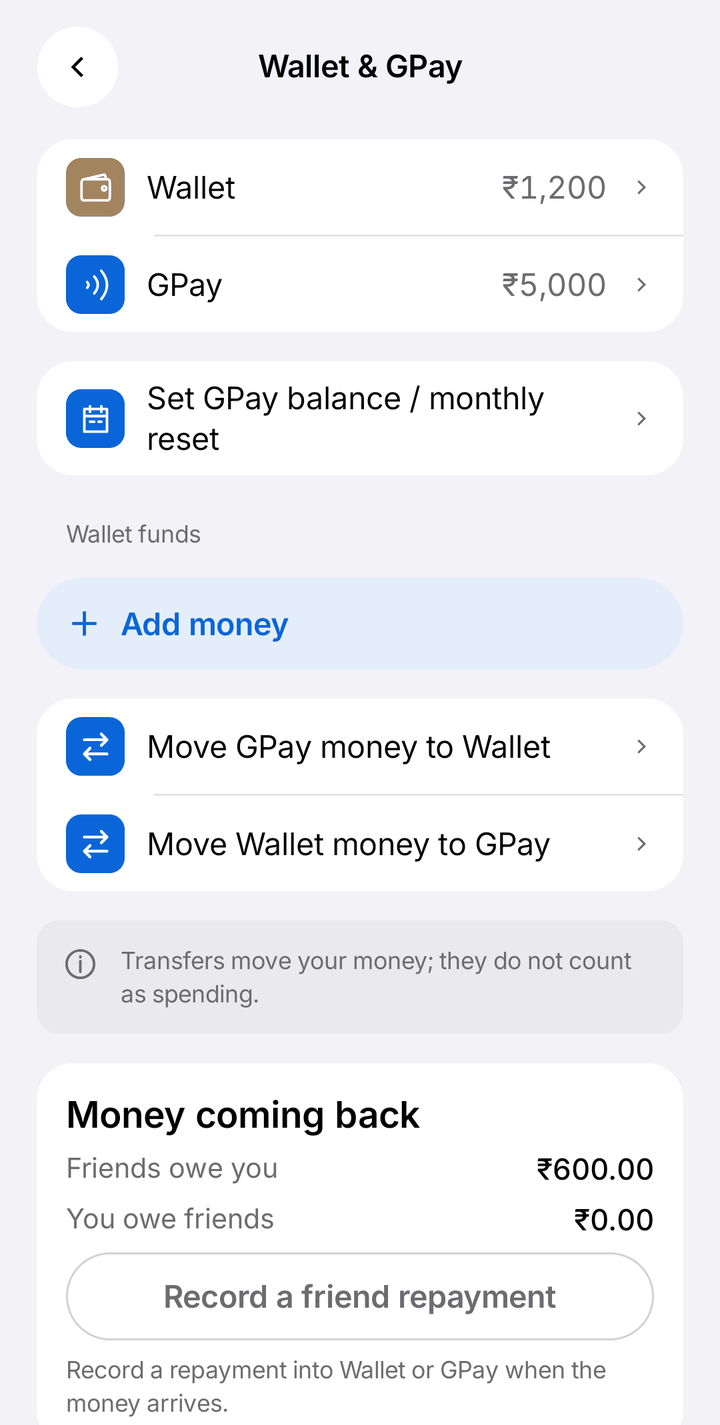 Wallet & GPay
Wallet ₹1,200
GPay ₹5,000
Set GPay balance / monthly
reset
Wallet funds
Add money
Move GPay money to Wallet
Move Wallet money to GPay
Transfers move your money; they do not count
as spending.
Money coming back
Friends owe you ₹600.00
You owe friends ₹0.00
Record a friend repayment
Record a repayment into Wallet or GPay when the
money arrives.